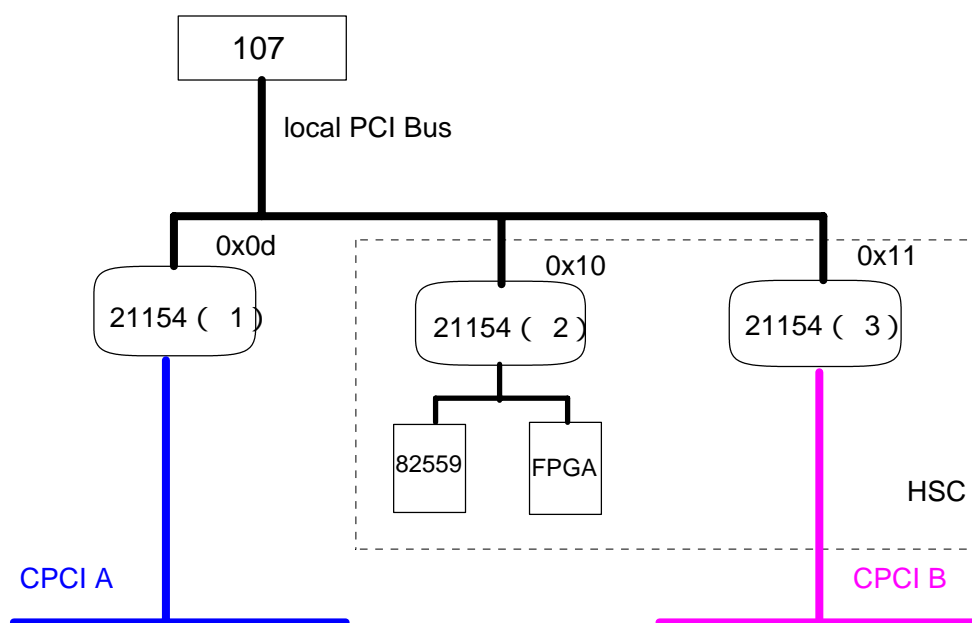 107
local PCI Bus
0x0d
0x10
0x11
21154 ( 1 )
21154 ( 2 )
21154 ( 3 )
82559
FPGA
HSC
CPCI A
CPCI B